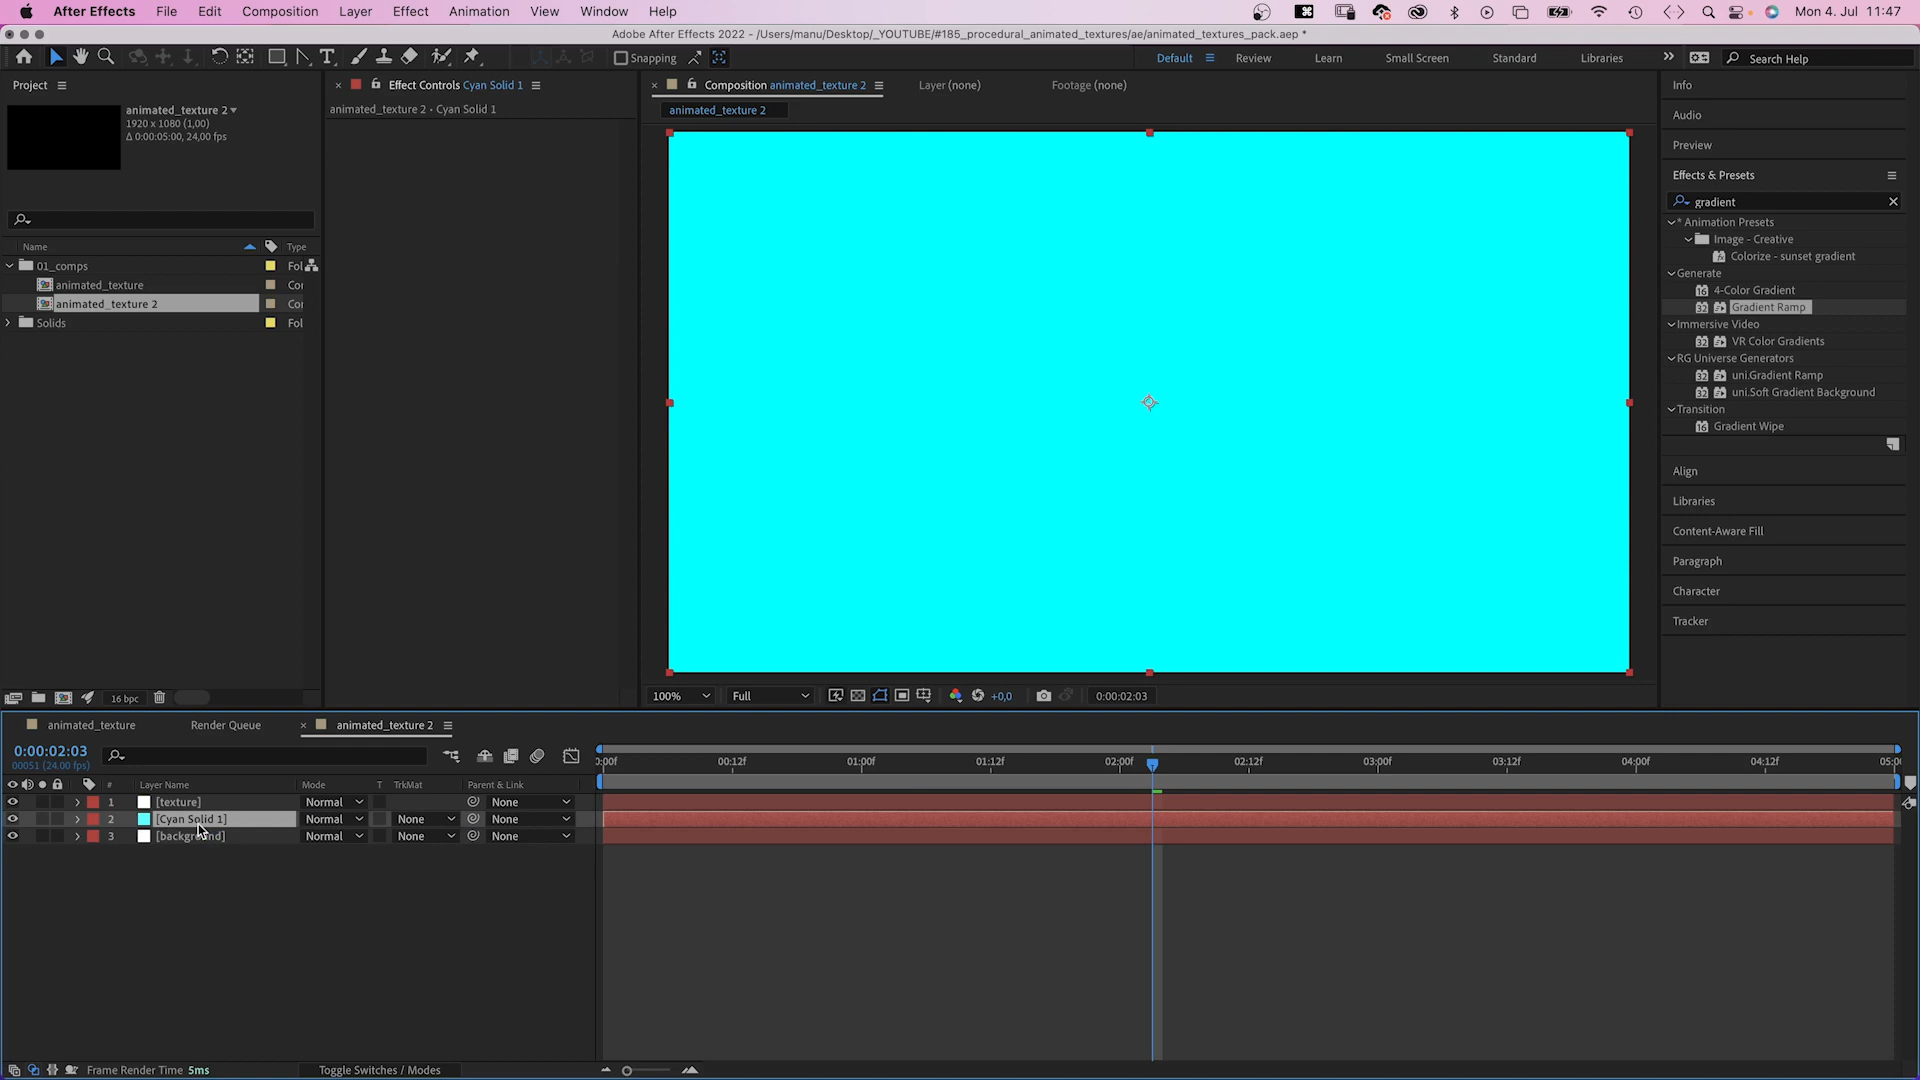 After Effects File Edit Composition Layer Effect Animation View Window Help Mon 4. Jul 11:47
Adobe After Effects 2022 - /Users/manu/Desktop/_YOUTUBE/#185_procedural_animated_textures/ae/animated_textures_pack.aep *
Snapping Default Review Learn Small Screen Standard Libraries Search Help
Project
animated_texture 2
1920 x 1080 (1,00)
Δ 0:00:05:00, 24,00 fps
Name Type
01_comps Fol
animated_texture Cor
animated_texture 2 Cor
Solids Fol
16 bpc
Effect Controls Cyan Solid 1
animated_texture 2 • Cyan Solid 1
Composition animated_texture 2 Layer (none) Footage (none)
animated_texture 2
100% Full +0,0 0:00:02:03
Info
Audio
Preview
Effects & Presets
gradient
* Animation Presets
Image - Creative
Colorize - sunset gradient
Generate
16 4-Color Gradient
32 Gradient Ramp
Immersive Video
32 VR Color Gradients
RG Universe Generators
32 uni.Gradient Ramp
32 uni.Soft Gradient Background
Transition
16 Gradient Wipe
Align
Libraries
Content-Aware Fill
Paragraph
Character
Tracker
animated_texture Render Queue animated_texture 2
0:00:02:03
00051 (24.00 fps)
:00f 00:12f 01:00f 01:12f 02:00f 02:12f 03:00f 03:12f 04:00f 04:12f 05:0
# Layer Name Mode T TrkMat Parent & Link
1 [texture] Normal None
2 [Cyan Solid 1] Normal None None
3 [background] Normal None None
Frame Render Time 5ms Toggle Switches / Modes